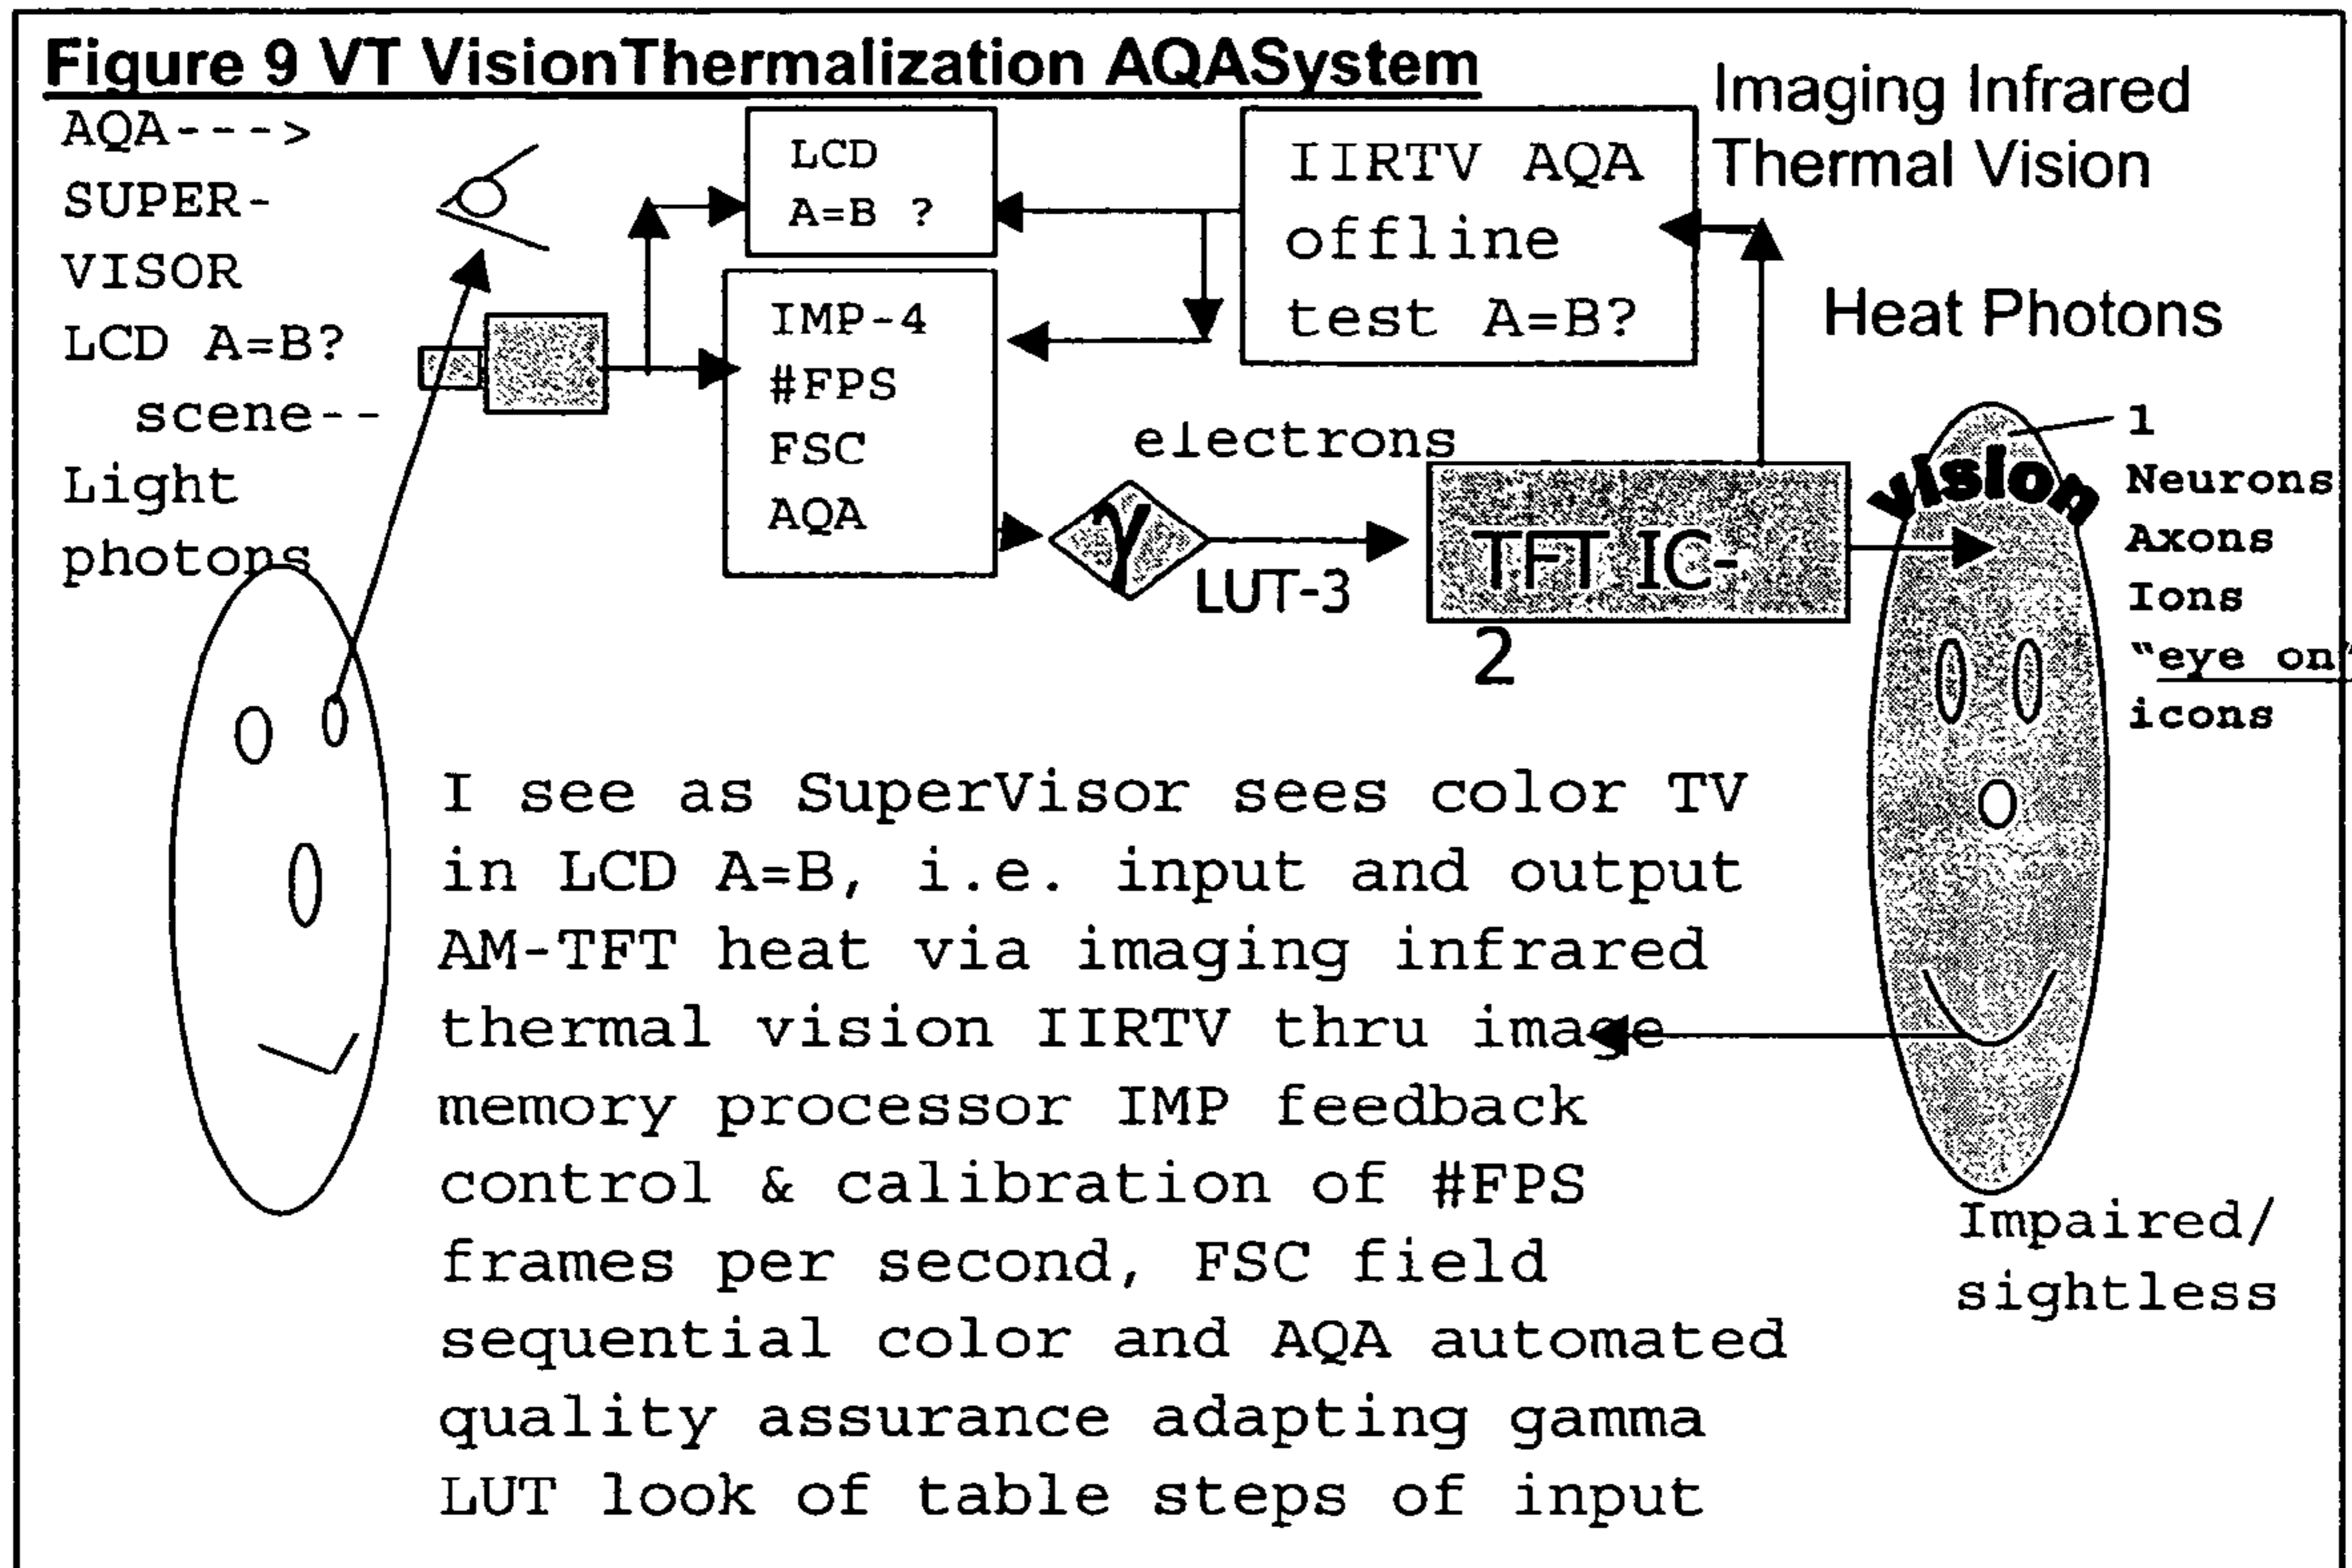 Figure 9 VT VisionThermalization AQASystem
AQA--->
SUPER-
VISOR
LCD A=B?
scene--
Light
photons
LCD
A=B ?
IMP-4
#FPS
FSC
AQA
IIRTV AQA
offline
test A=B?
Imaging Infrared
Thermal Vision
Heat Photons
electrons
γ
LUT-3
TFT IC-
2
vision
1
Neurons
Axons
Ions
"eye on"
icons
I see as SuperVisor sees color TV
in LCD A=B, i.e. input and output
AM-TFT heat via imaging infrared
thermal vision IIRTV thru image
memory processor IMP feedback
control & calibration of #FPS
frames per second, FSC field
sequential color and AQA automated
quality assurance adapting gamma
LUT look of table steps of input
Impaired/
sightless